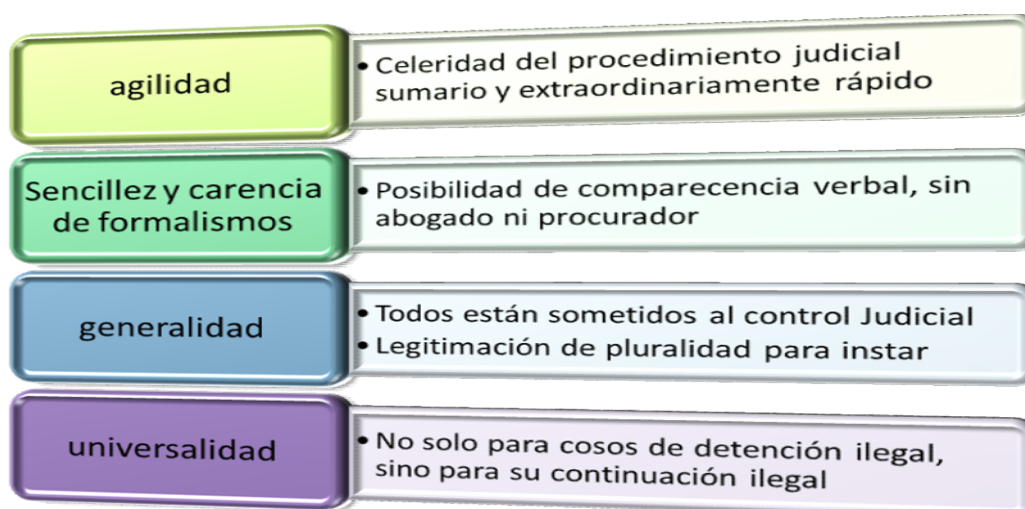 agilidad
• Celeridad del procedimiento judicial
sumario y extraordinariamente rápido
Sencillez y carencia
de formalismos
• Posibilidad de comparecencia verbal, sin
abogado ni procurador
generalidad
• Todos están sometidos al control Judicial
• Legitimación de pluralidad para instar
universalidad
• No solo para cosos de detención ilegal,
sino para su continuación ilegal